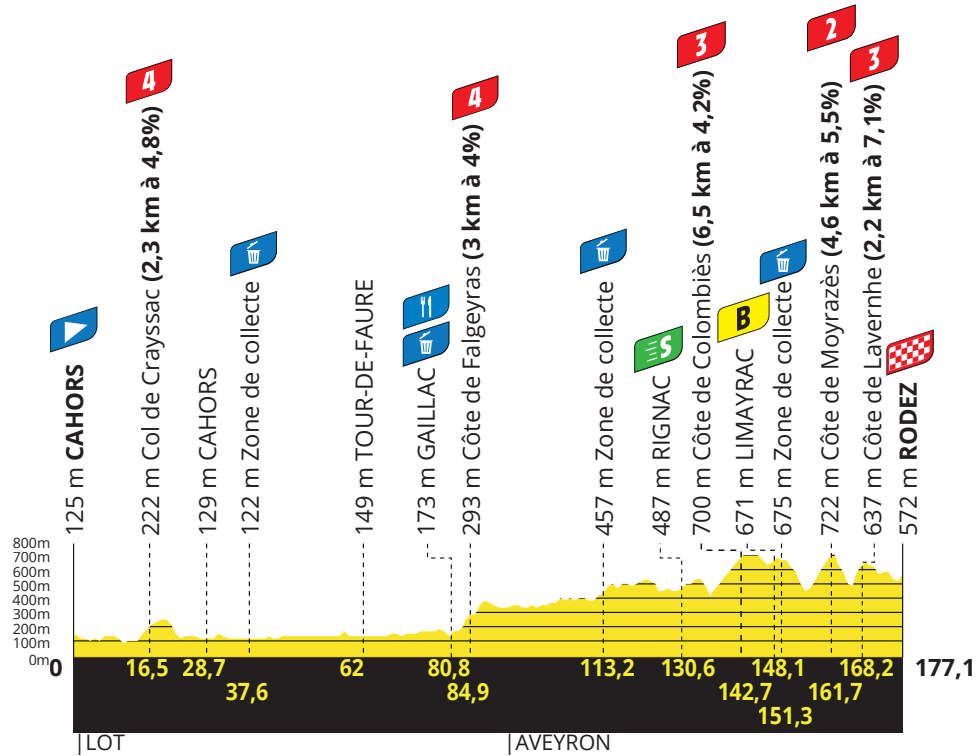 4
4
3
2
3
125 m CAHORS
222 m Col de Crayssac (2,3 km à 4,8%)
129 m CAHORS
122 m Zone de collecte
149 m TOUR-DE-FAURE
173 m GAILLAC
293 m Côte de Falgeyras (3 km à 4%)
457 m Zone de collecte
S
487 m RIGNAC
700 m Côte de Colombiès (6,5 km à 4,2%)
B
671 m LIMAYRAC
675 m Zone de collecte
722 m Côte de Moyrazès (4,6 km à 5,5%)
637 m Côte de Lavernhe (2,2 km à 7,1%)
572 m RODEZ
800m
700m
600m
500m
400m
300m
200m
100m
0m
0 16,5 28,7 62 80,8 113,2 130,6 148,1 168,2 177,1
37,6 84,9 142,7 161,7
151,3
LOT AVEYRON